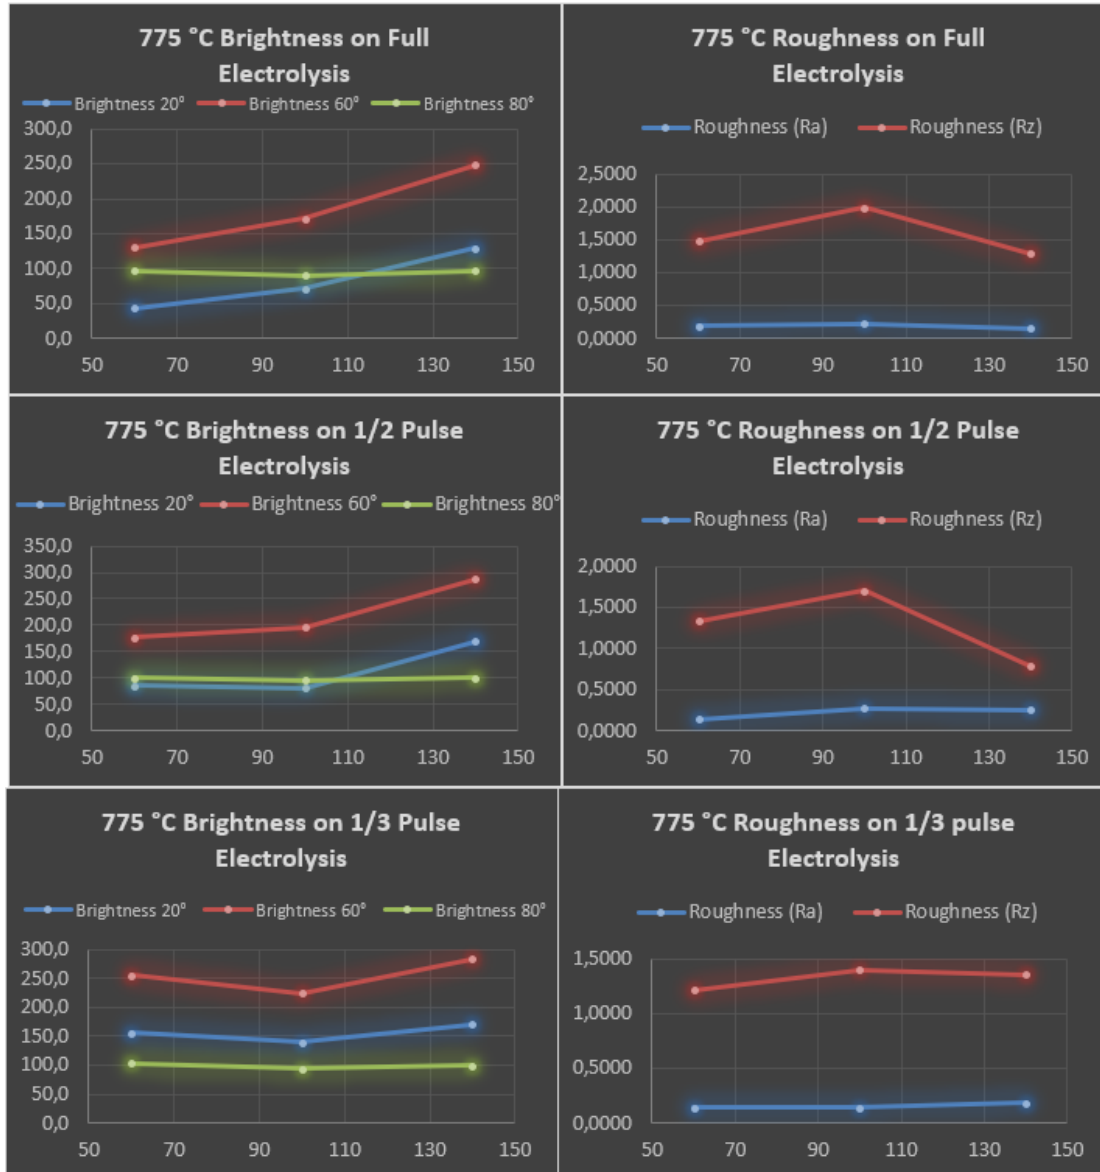 775 °C Brightness on Full
Electrolysis
Brightness 20° Brightness 60° Brightness 80°
300,0
250,0
200,0
150,0
100,0
50,0
0,0
50 70 90 110 130 150
775 °C Roughness on Full
Electrolysis
Roughness (Ra) Roughness (Rz)
2,5000
2,0000
1,5000
1,0000
0,5000
0,0000
50 70 90 110 130 150
775 °C Brightness on 1/2 Pulse
Electrolysis
Brightness 20° Brightness 60° Brightness 80°
350,0
300,0
250,0
200,0
150,0
100,0
50,0
0,0
50 70 90 110 130 150
775 °C Roughness on 1/2 Pulse
Electrolysis
Roughness (Ra) Roughness (Rz)
2,0000
1,5000
1,0000
0,5000
0,0000
50 70 90 110 130 150
775 °C Brightness on 1/3 Pulse
Electrolysis
Brightness 20° Brightness 60° Brightness 80°
300,0
250,0
200,0
150,0
100,0
50,0
0,0
50 70 90 110 130 150
775 °C Roughness on 1/3 pulse
Electrolysis
Roughness (Ra) Roughness (Rz)
1,5000
1,0000
0,5000
0,0000
50 70 90 110 130 150